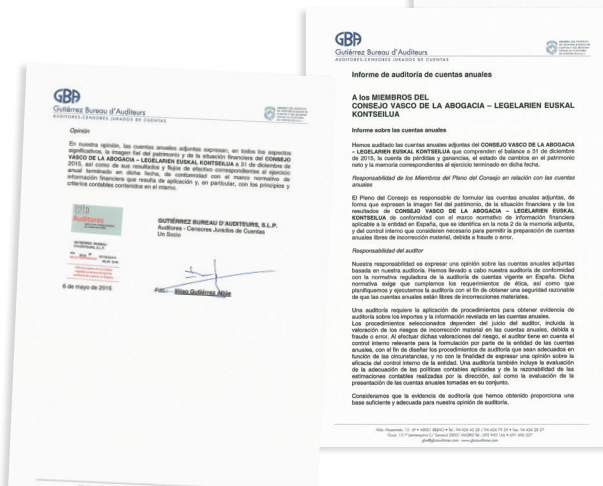 GBA
Gutiérrez Bureau d'Auditeurs
AUDITORES-CENSORES JURADOS DE CUENTAS
Opinión
En nuestra opinión, las cuentas anuales adjuntas expresan, en todos los aspectos
significativos, la imagen fiel del patrimonio y de la situación financiera del CONSEJO
VASCO DE LA ABOGACIA – LEGELARIEN EUSKAL KONTSEILUA a 31 de diciembre de
2015, así como de sus resultados y flujos de efectivo correspondientes al ejercicio
anual terminado en dicha fecha, de conformidad con el marco normativo de
información financiera que resulta de aplicación y, en particular, con los principios y
criterios contables contenidos en el mismo.
Auditores
GUTIÉRREZ BUREAU D'AUDITEURS, S.L.P.
Auditores - Censores Jurados de Cuentas
Un Socio
6 de mayo de 2016
Fdo.: Iñigo Gutiérrez
GBA
Gutiérrez Bureau d'Auditeurs
AUDITORES-CENSORES JURADOS DE CUENTAS
Informe de auditoría de cuentas anuales
A los MIEMBROS DEL
CONSEJO VASCO DE LA ABOGACIA – LEGELARIEN EUSKAL
KONTSEILUA
Informe sobre las cuentas anuales
Hemos auditado las cuentas anuales adjuntas del CONSEJO VASCO DE LA ABOGACIA
– LEGELARIEN EUSKAL KONTSEILUA que comprenden el balance a 31 de diciembre
de 2015, la cuenta de pérdidas y ganancias, el estado de cambios en el patrimonio
neto y la memoria correspondientes al ejercicio terminado en dicha fecha.
Responsabilidad de los Miembros del Pleno del Consejo en relación con las cuentas
anuales
El Pleno del Consejo es responsable de formular las cuentas anuales adjuntas, de
forma que expresen la imagen fiel del patrimonio, de la situación financiera y de los
resultados de CONSEJO VASCO DE LA ABOGACIA – LEGELARIEN EUSKAL
KONTSEILUA de conformidad con el marco normativo de información financiera
aplicable a la entidad en España, que se identifica en la nota 2 de la memoria adjunta,
y del control interno que consideren necesario para permitir la preparación de cuentas
anuales libres de incorrección material, debida a fraude o error.
Responsabilidad del auditor
Nuestra responsabilidad es expresar una opinión sobre las cuentas anuales adjuntas
basada en nuestra auditoría. Hemos llevado a cabo nuestra auditoría de conformidad
con la normativa reguladora de la auditoría de cuentas vigente en España. Dicha
normativa exige que cumplamos los requerimientos de ética, así como que
planifiquemos y ejecutemos la auditoría con el fin de obtener una seguridad razonable
de que las cuentas anuales están libres de incorrecciones materiales.
Una auditoría requiere la aplicación de procedimientos para obtener evidencia de
auditoría sobre los importes y la información revelada en las cuentas anuales.
Los procedimientos seleccionados dependen del juicio del auditor, incluida la
valoración de los riesgos de incorrección material en las cuentas anuales, debida a
fraude o error. Al efectuar dichas valoraciones del riesgo, el auditor tiene en cuenta el
control interno relevante para la formulación por parte de la entidad de las cuentas
anuales, con el fin de diseñar los procedimientos de auditoría que sean adecuados en
función de las circunstancias, y no con la finalidad de expresar una opinión sobre la
eficacia del control interno de la entidad. Una auditoría también incluye la evaluación
de la adecuación de las políticas contables aplicadas y de la razonabilidad de las
estimaciones contables realizadas por la dirección, así como la evaluación de la
presentación de las cuentas anuales tomadas en su conjunto.
Consideramos que la evidencia de auditoría que hemos obtenido proporciona una
base suficiente y adecuada para nuestra opinión de auditoría.